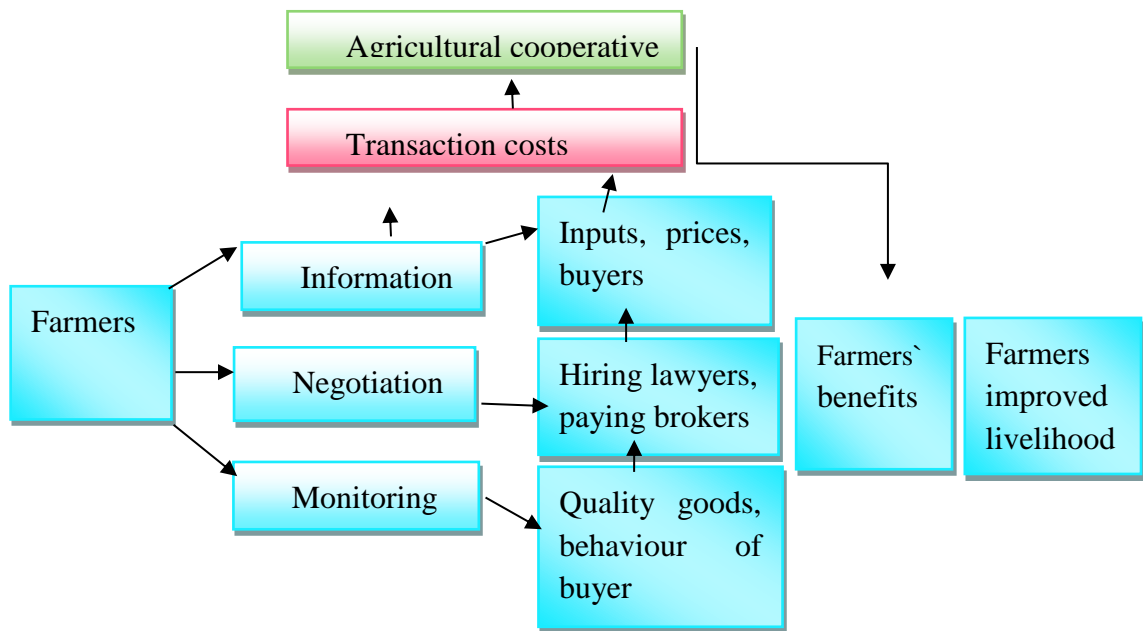 Agricultural cooperative
Transaction costs
Inputs, prices,
buyers
Information
Farmers
Negotiation
Hiring lawyers,
paying brokers
Farmers`
benefits
Farmers
improved
livelihood
Monitoring
Quality goods,
behaviour of
buyer